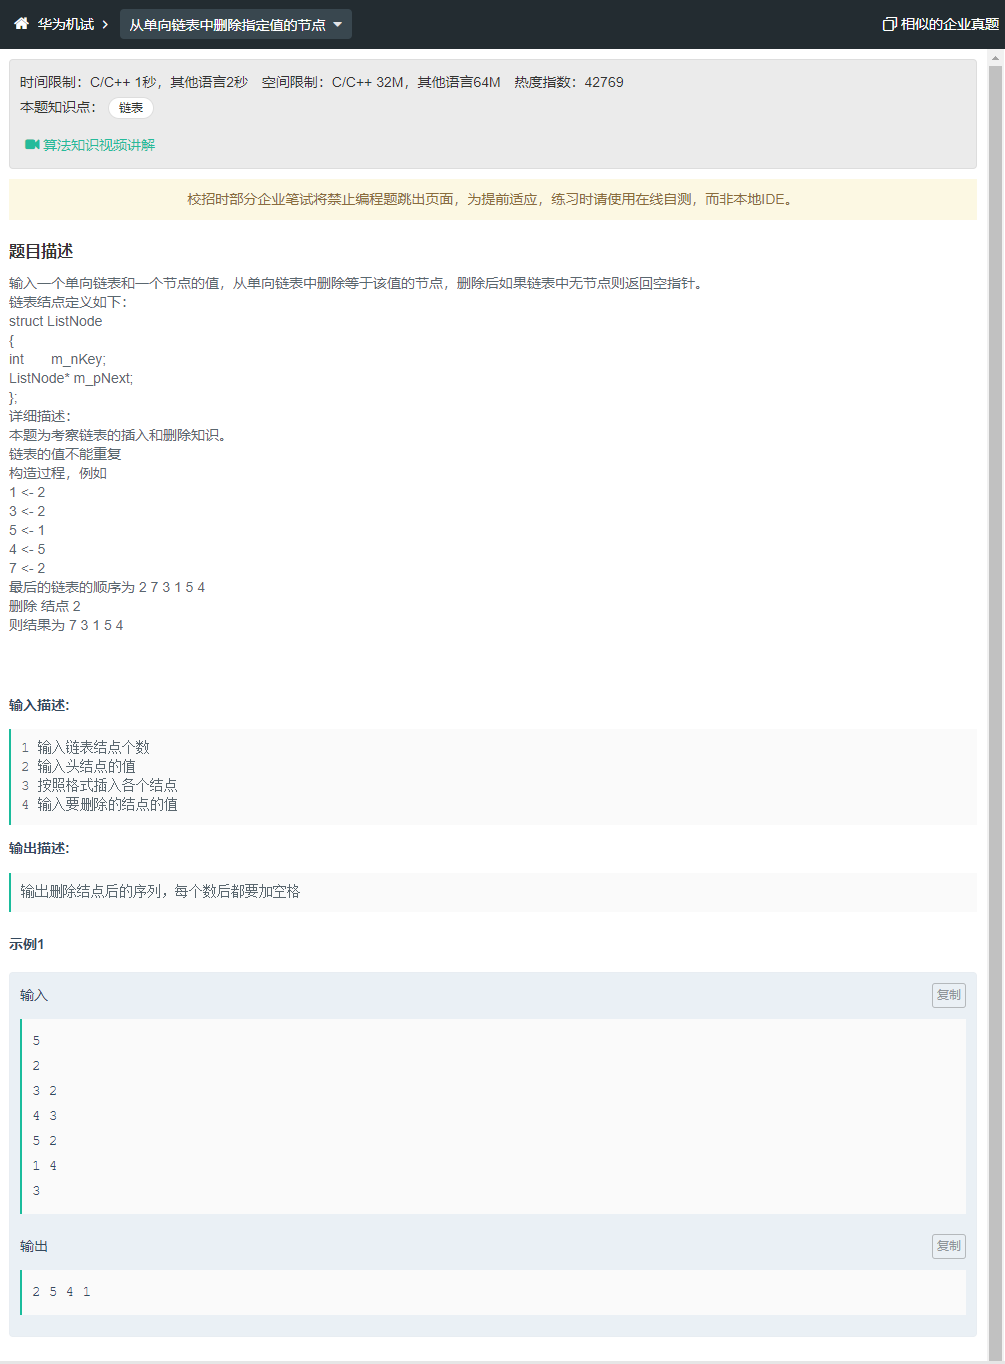 华为机试 从单向链表中删除指定值的节点 相似的企业真题
时间限制：C/C++ 1秒，其他语言2秒 空间限制：C/C++ 32M，其他语言64M 热度指数：42769
本题知识点： 链表
算法知识视频讲解
校招时部分企业笔试将禁止编程题跳出页面，为提前适应，练习时请使用在线自测，而非本地IDE。
题目描述
输入一个单向链表和一个节点的值，从单向链表中删除等于该值的节点，删除后如果链表中无节点则返回空指针。
链表结点定义如下：
struct ListNode
{
int m_nKey;
ListNode* m_pNext;
};
详细描述：
本题为考察链表的插入和删除知识。
链表的值不能重复
构造过程，例如
1 <- 2
3 <- 2
5 <- 1
4 <- 5
7 <- 2
最后的链表的顺序为 2 7 3 1 5 4
删除 结点 2
则结果为 7 3 1 5 4
输入描述:
1 输入链表结点个数
2 输入头结点的值
3 按照格式插入各个结点
4 输入要删除的结点的值
输出描述:
输出删除结点后的序列，每个数后都要加空格
示例1
输入 复制
5
2
3 2
4 3
5 2
1 4
3
输出 复制
2 5 4 1